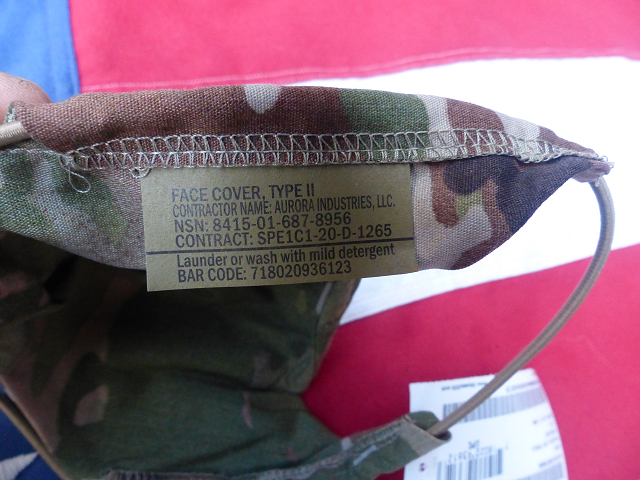 FACE COVER, TYPE II
CONTRACTOR NAME: AURORA INDUSTRIES, LLC.
NSN: 8415-01-687-8956
CONTRACT: SPE1C1-20-D-1265
Launder or wash with mild detergent
BAR CODE: 718020936123